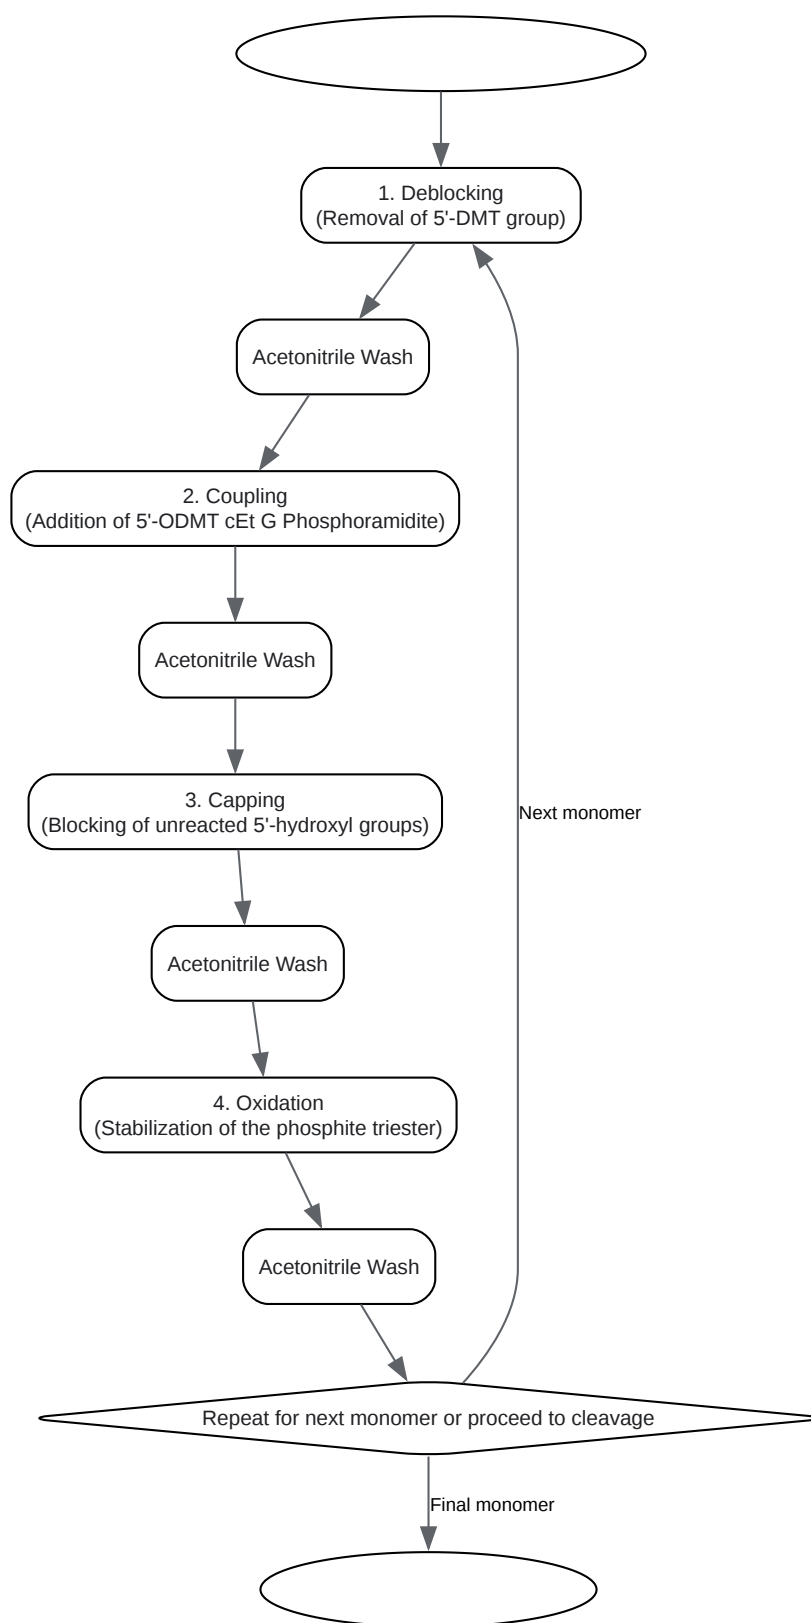 1. Deblocking
(Removal of 5'-DMT group)
Acetonitrile Wash
2. Coupling
(Addition of 5'-ODMT cEt G Phosphoramidite)
Acetonitrile Wash
3. Capping
(Blocking of unreacted 5'-hydroxyl groups)
Next monomer
Acetonitrile Wash
4. Oxidation
(Stabilization of the phosphite triester)
Acetonitrile Wash
Repeat for next monomer or proceed to cleavage
Final monomer